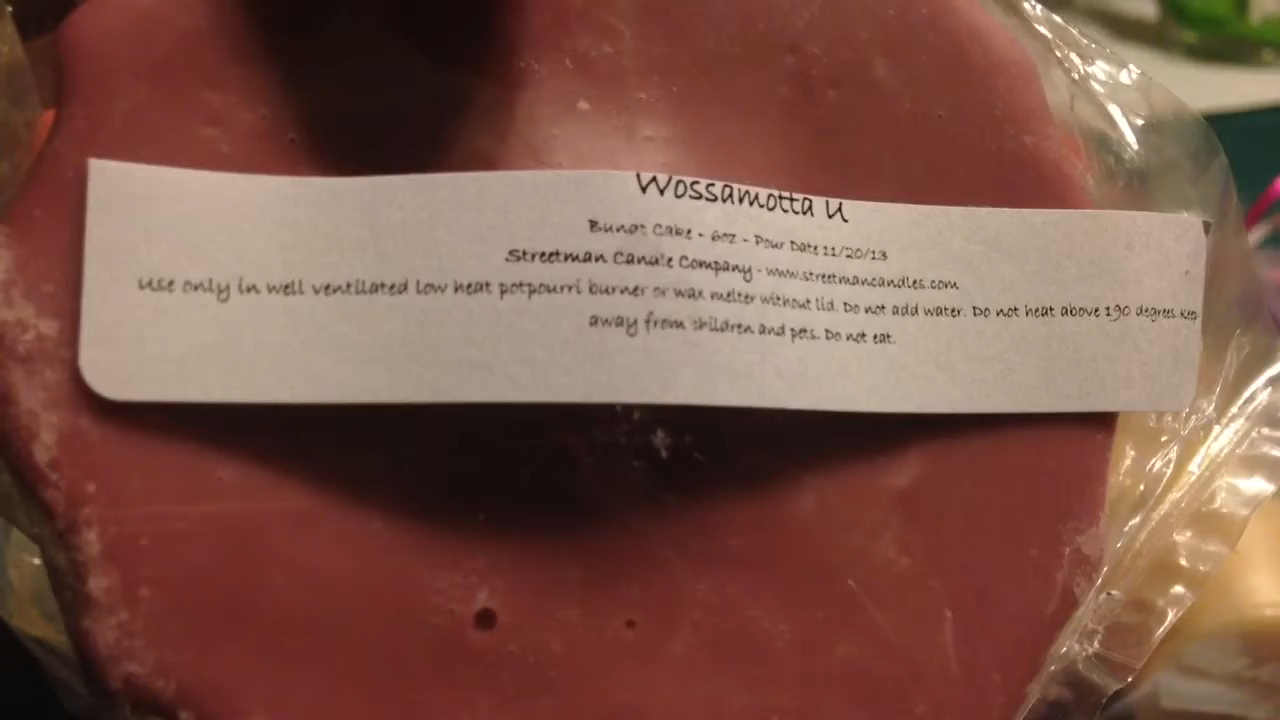 Wossamotta U
Bundt Cake - 6oz - Pour Date 11/20/13
Streetman Candle Company - www.streetmancandles.com
Use only in well ventilated low heat potpourri burner or wax melter without lid. Do not add water. Do not heat above 190 degrees. Keep
away from children and pets. Do not eat.